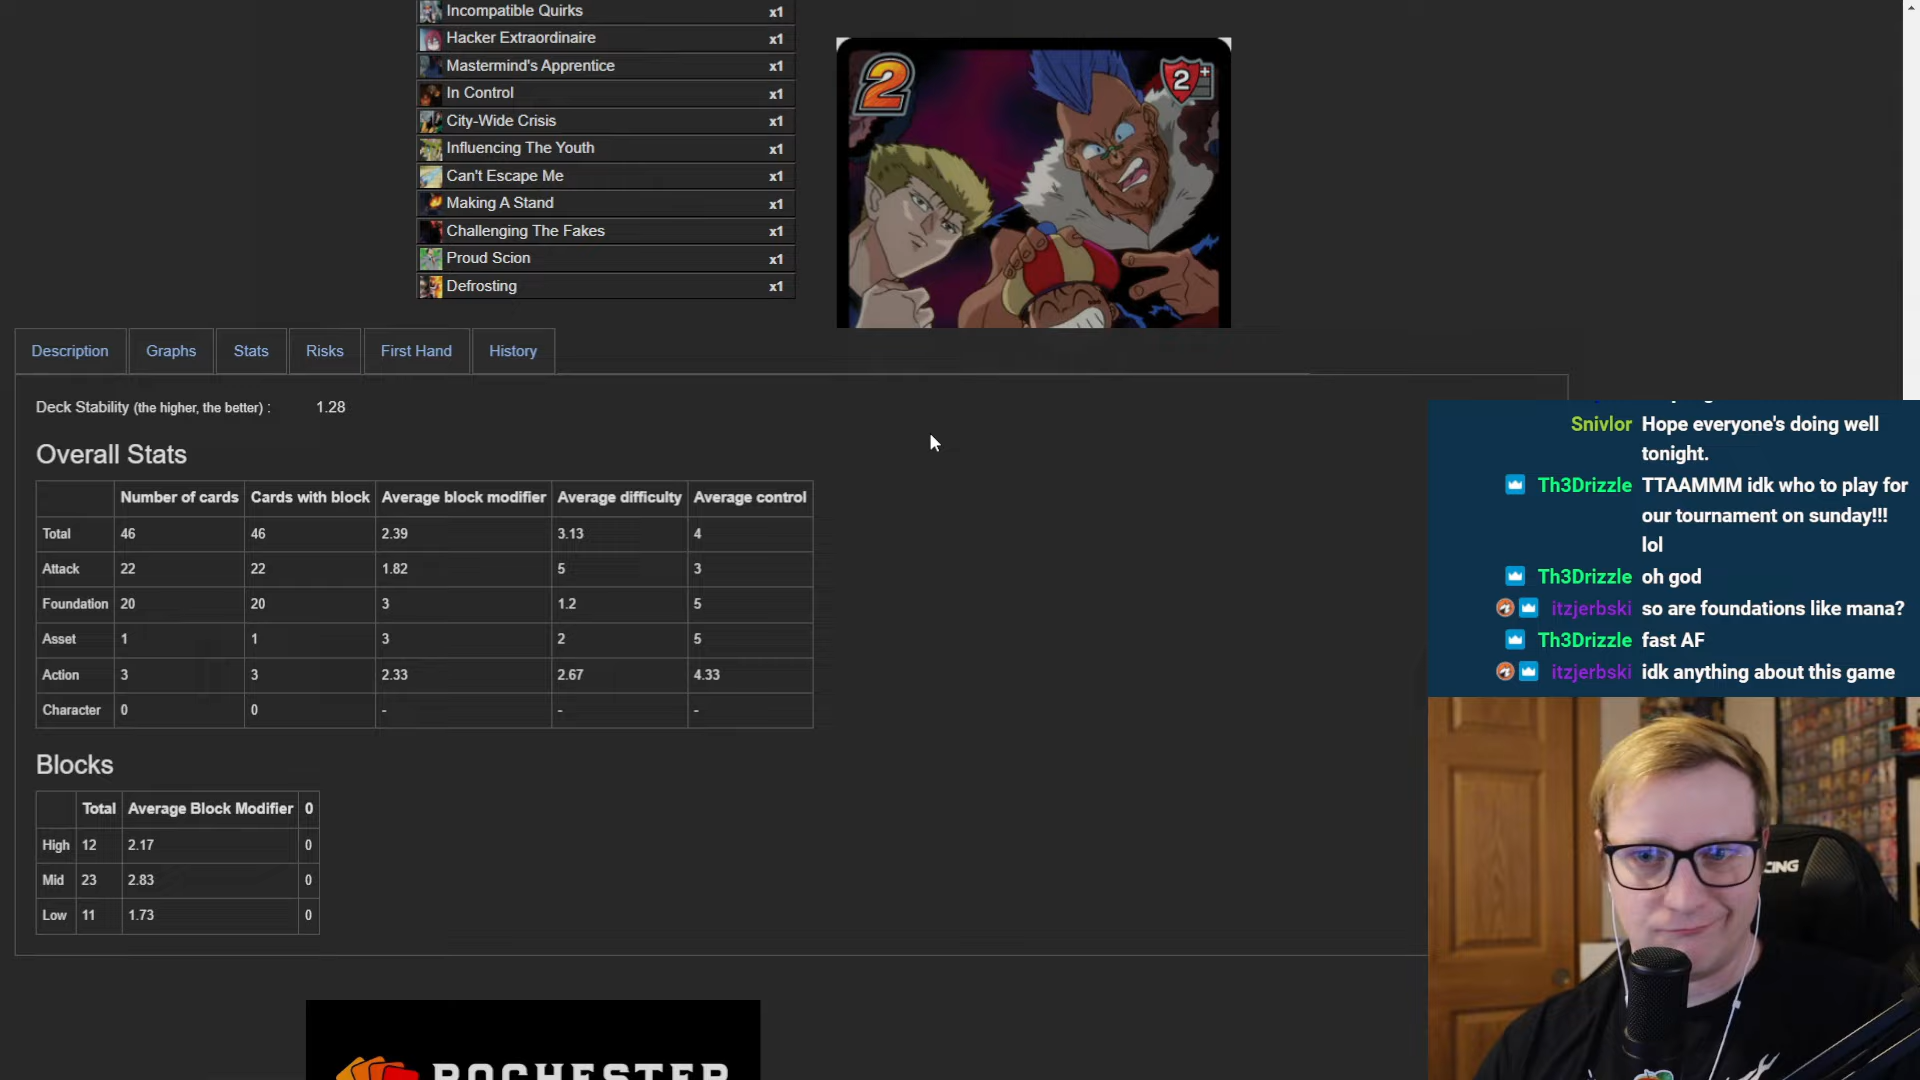 Incompatible Quirks x1
Hacker Extraordinaire x1
Mastermind's Apprentice x1
In Control x1
City-Wide Crisis x1
Influencing The Youth x1
Can't Escape Me x1
Making A Stand x1
Challenging The Fakes x1
Proud Scion x1
Defrosting x1
2
2
+
Description Graphs Stats Risks First Hand History
Deck Stability (the higher, the better) : 1.28
Overall Stats
Number of cards Cards with block Average block modifier Average difficulty Average control
Total 46 46 2.39 3.13 4
Attack 22 22 1.82 5 3
Foundation 20 20 3 1.2 5
Asset 1 1 3 2 5
Action 3 3 2.33 2.67 4.33
Character 0 0 - - -
Blocks
Total Average Block Modifier 0
High 12 2.17 0
Mid 23 2.83 0
Low 11 1.73 0
Snivlor Hope everyone's doing well
tonight.
Th3Drizzle TTAAMMM idk who to play for
our tournament on sunday!!!
lol
Th3Drizzle oh god
itzjerbski so are foundations like mana?
Th3Drizzle fast AF
itzjerbski idk anything about this game
CING
ROCHESTER